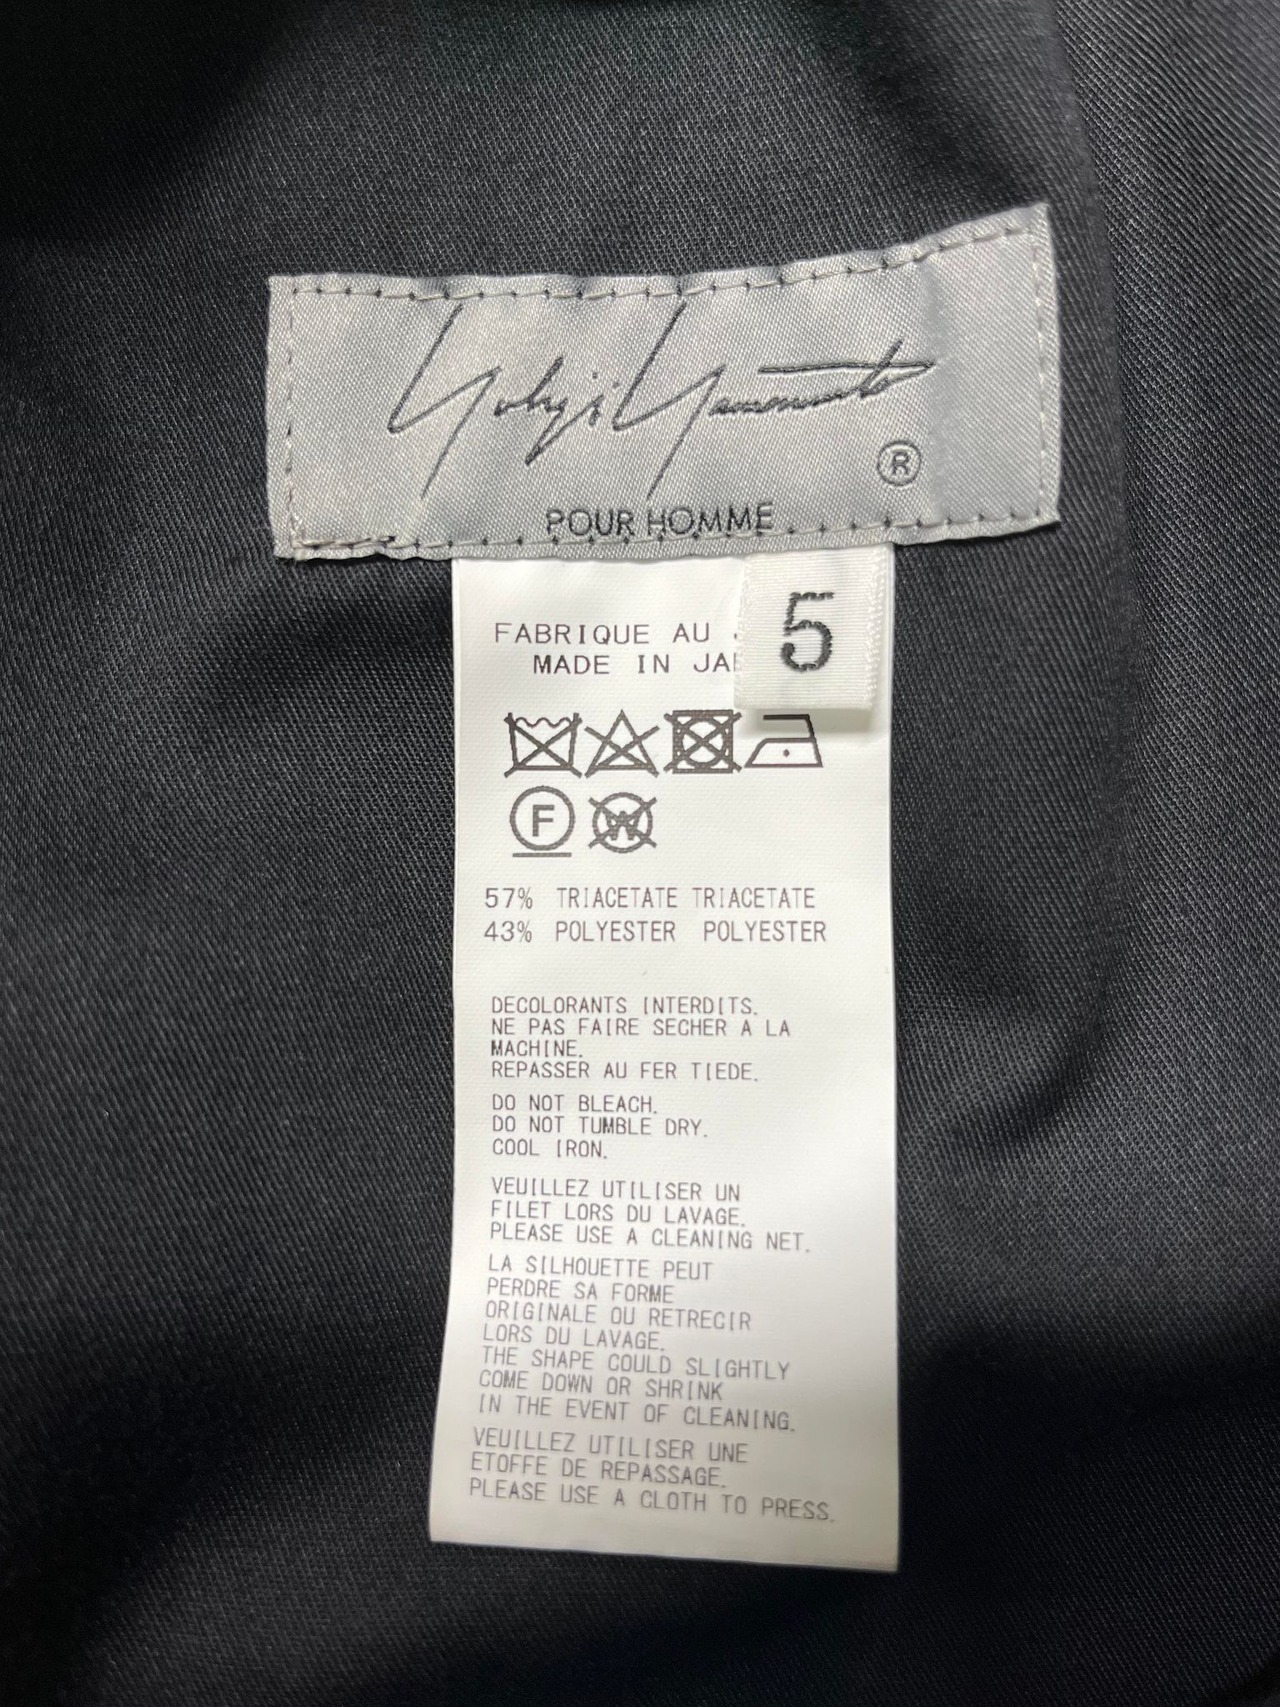 Yohji Yamamoto
®
POUR HOMME
5
FABRIQUE AU
MADE IN
F
W
57% TRIACETATE TRIACETATE
43% POLYESTER POLYESTER
DECOLORANTS INTERDITS.
NE PAS FAIRE SECHER A LA
MACHINE.
REPASSER AU FER TIEDE.
DO NOT BLEACH.
DO NOT TUMBLE DRY.
COOL IRON.
VEUILLEZ UTILISER UN
FILET LORS DU LAVAGE.
PLEASE USE A CLEANING NET.
LA SILHOUETTE PEUT
PERDRE SA FORME
ORIGINALE OU RETRECIR
LORS DU LAVAGE.
THE SHAPE COULD SLIGHTLY
COME DOWN OR SHRINK
IN THE EVENT OF CLEANING.
VEUILLEZ UTILISER UNE
ETOFFE DE REPASSAGE.
PLEASE USE A CLOTH TO PRESS.